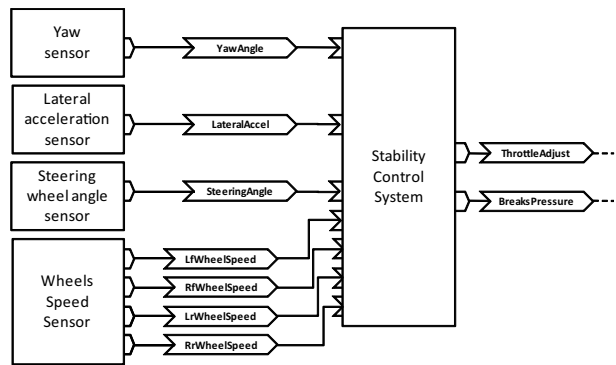 Yaw
sensor
YawAngle
Lateral
acceleration
sensor
LateralAccel
Steering
wheel angle
sensor
SteeringAngle
Wheels
Speed
Sensor
LfWheelSpeed
RfWheelSpeed
LrWheelSpeed
RrWheelSpeed
Stability
Control
System
ThrottleAdjust
BreaksPressure